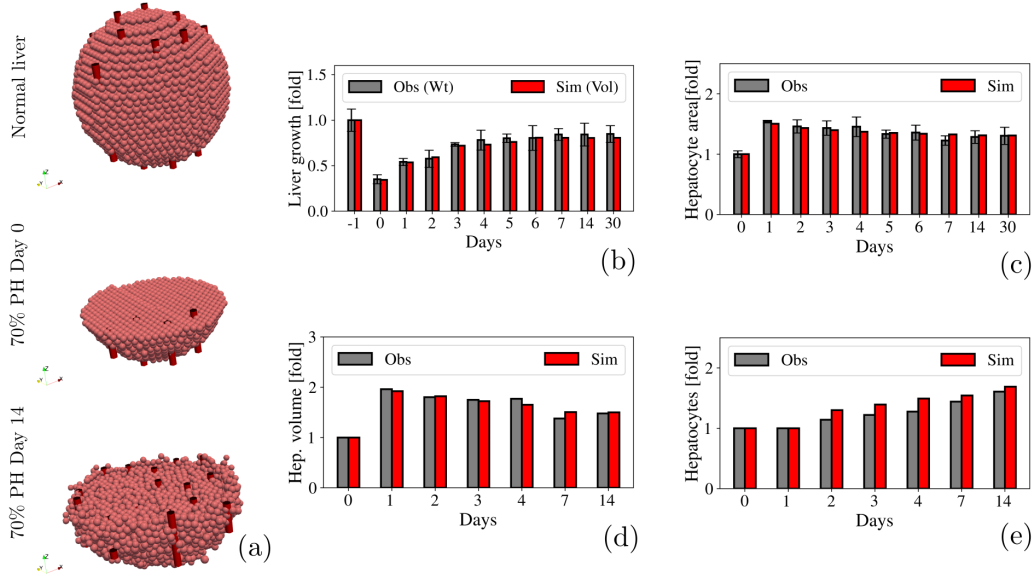 Normal liver
70% PH Day 0
70% PH Day 14
(a)
Liver growth [fold]
1.5
1.0
0.5
0.0
Obs (Wt)
Sim (Vol)
-1 0 1 2 3 4 5 6 7 14 30
Days
(b)
Hepatocyte area[fold]
2
1
0
Obs
Sim
0 1 2 3 4 5 6 7 14 30
Days
(c)
Hep. volume [fold]
3
2
1
0
Obs
Sim
0 1 2 3 4 7 14
Days
(d)
Hepatocytes [fold]
2
1
0
Obs
Sim
0 1 2 3 4 7 14
Days
(e)